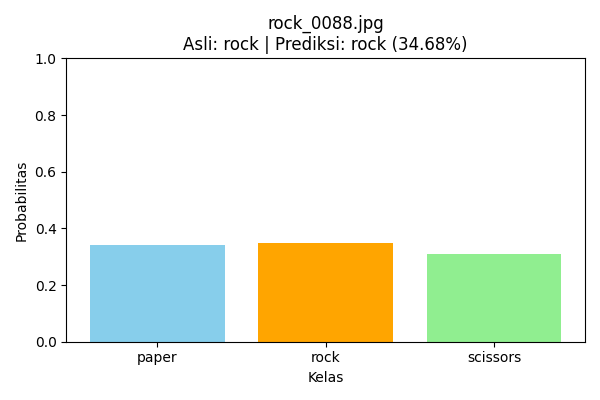 rock_0088.jpg
Asli: rock | Prediksi: rock (34.68%)
1.0
0.8
0.6
0.4
0.2
0.0
Probabilitas
paper rock scissors
Kelas